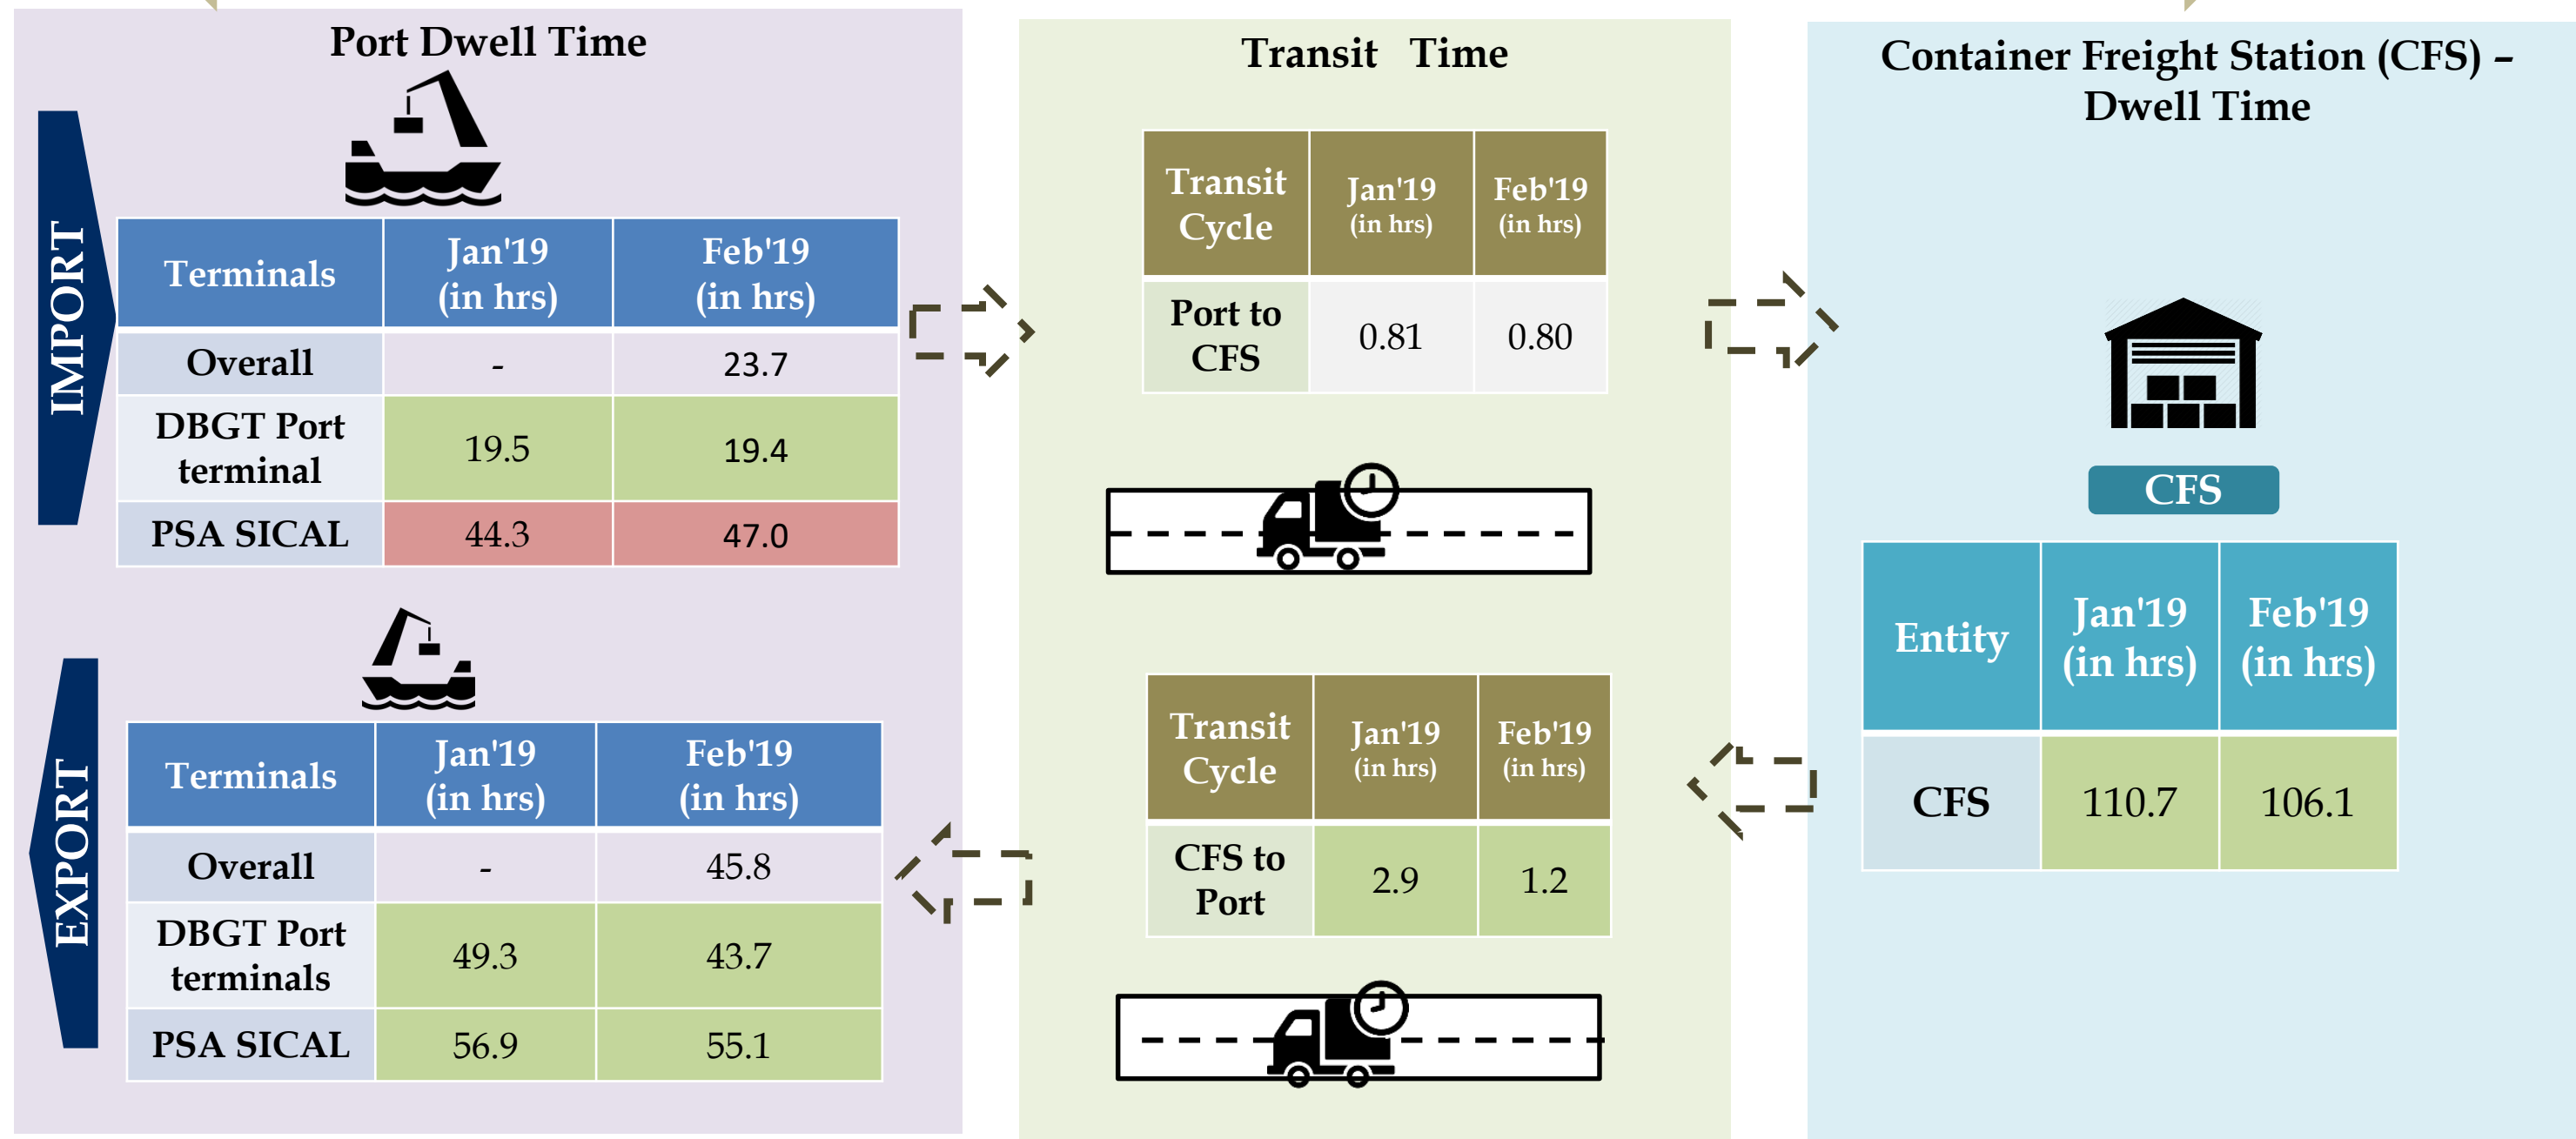 Port Dwell Time
IMPORT
Terminals Jan'19 (in hrs) Feb'19 (in hrs)
Overall - 23.7
DBGT Port terminal 19.5 19.4
PSA SICAL 44.3 47.0
EXPORT
Terminals Jan'19 (in hrs) Feb'19 (in hrs)
Overall - 45.8
DBGT Port terminals 49.3 43.7
PSA SICAL 56.9 55.1
Transit Time
Transit Cycle Jan'19 (in hrs) Feb'19 (in hrs)
Port to CFS 0.81 0.80
Transit Cycle Jan'19 (in hrs) Feb'19 (in hrs)
CFS to Port 2.9 1.2
Container Freight Station (CFS) –
Dwell Time
CFS
Entity Jan'19 (in hrs) Feb'19 (in hrs)
CFS 110.7 106.1